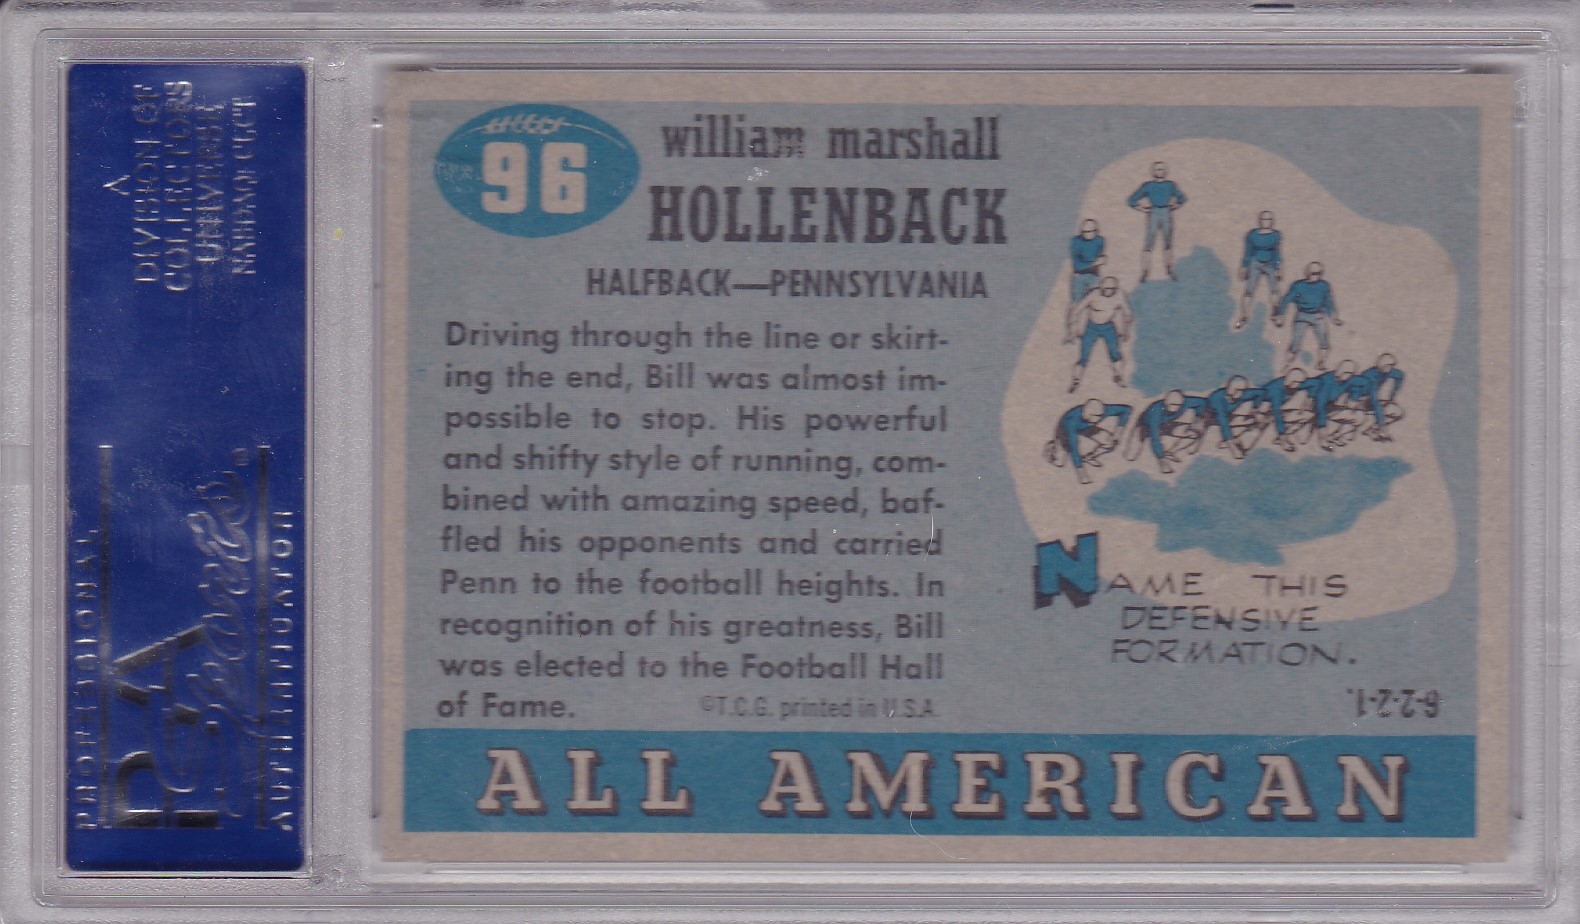 A
DIVISION OF
COLLECTORS
UNIVERSE
NASDAQ: CLCT
PROFESSIONAL
PSA
Sports
®
AUTHENTICATOR
96
william marshall
HOLLENBACK
HALFBACK—PENNSYLVANIA
Driving through the line or skirt-
ing the end, Bill was almost im-
possible to stop. His powerful
and shifty style of running, com-
bined with amazing speed, baf-
fled his opponents and carried
Penn to the football heights. In
recognition of his greatness, Bill
was elected to the Football Hall
of Fame.
©T.C.G. printed in U.S.A.
NAME THIS
DEFENSIVE
FORMATION.
6-2-2-1.
ALL AMERICAN